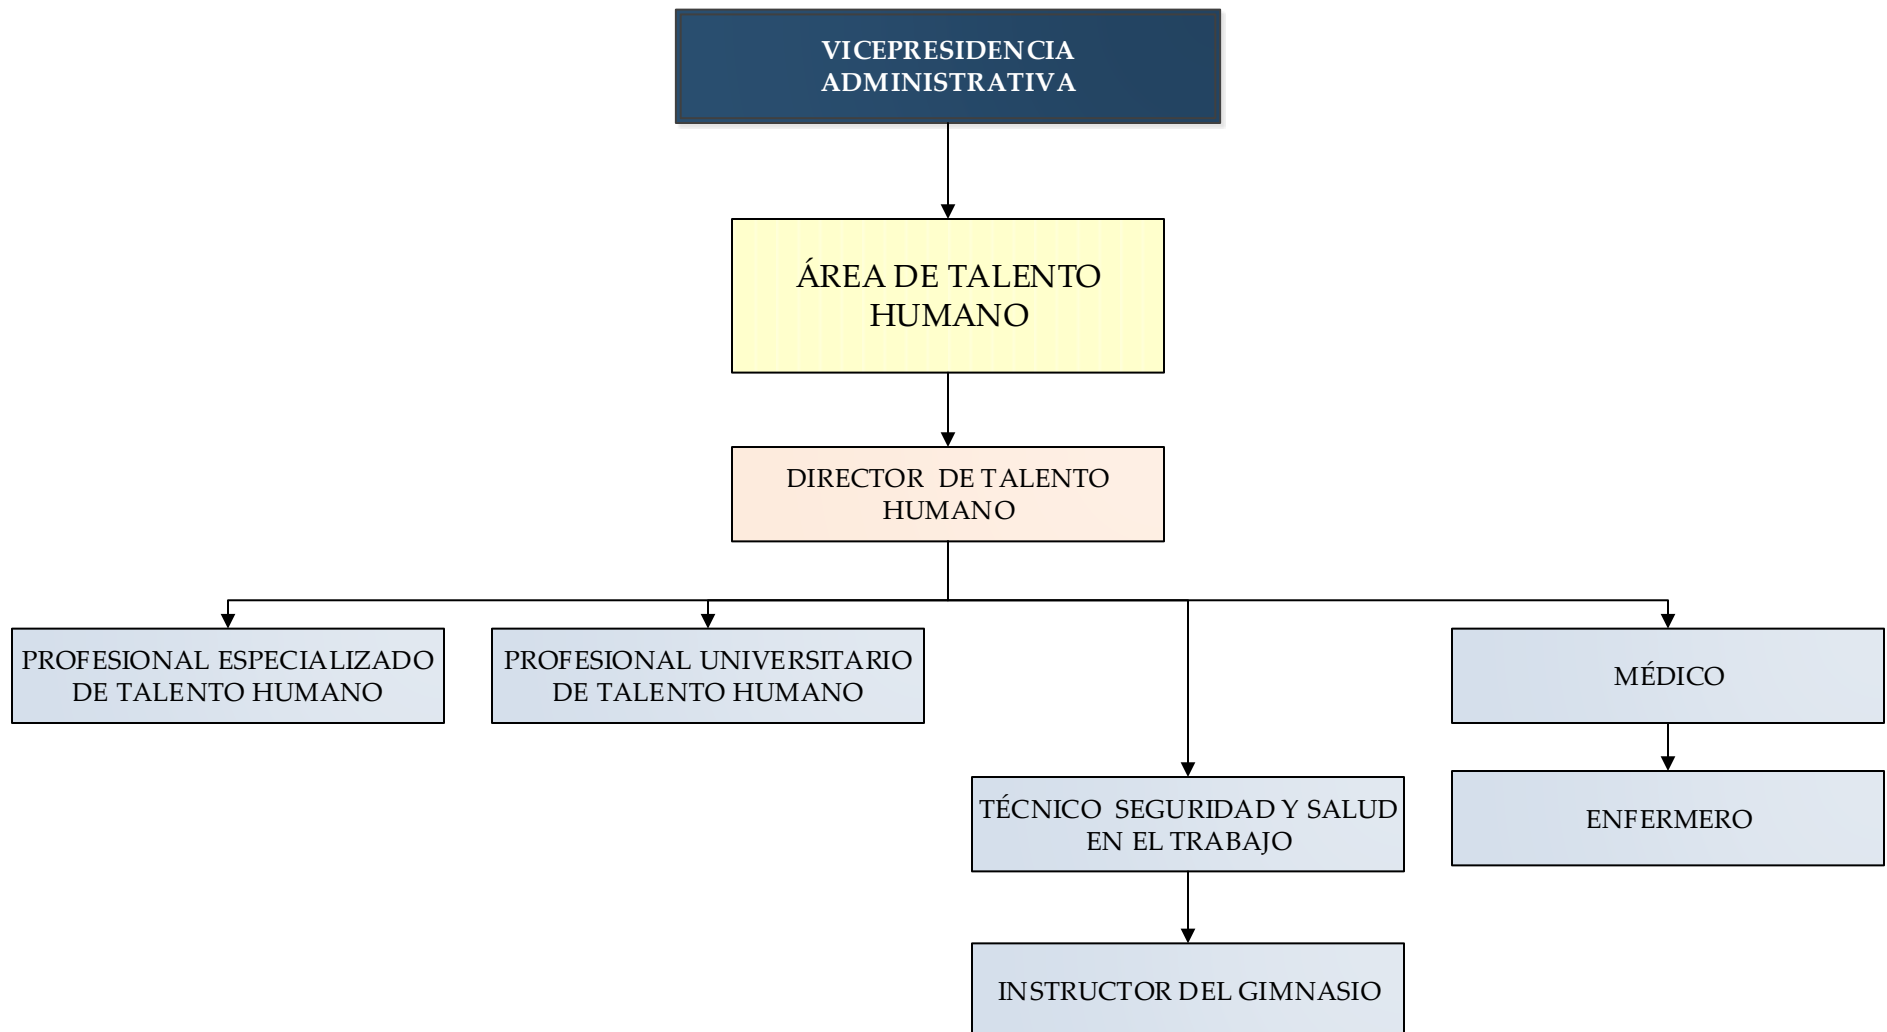 VICEPRESIDENCIA
ADMINISTRATIVA
ÁREA DE TALENTO
HUMANO
DIRECTOR DE TALENTO
HUMANO
PROFESIONAL ESPECIALIZADO
DE TALENTO HUMANO
PROFESIONAL UNIVERSITARIO
DE TALENTO HUMANO
MÉDICO
TÉCNICO SEGURIDAD Y SALUD
EN EL TRABAJO
ENFERMERO
INSTRUCTOR DEL GIMNASIO